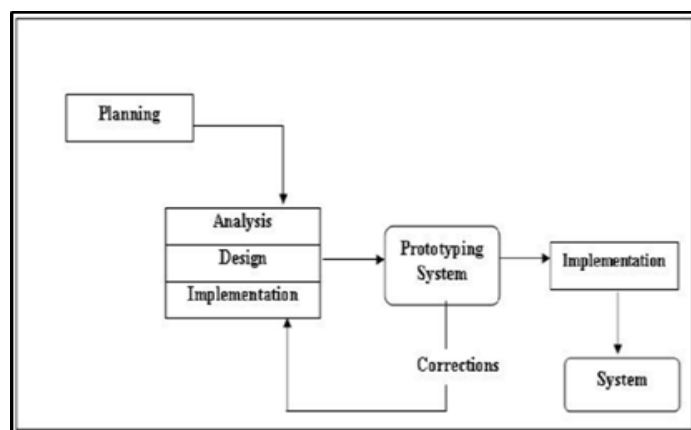 Planning
Analysis
Design
Implementation
Prototyping
System
Implementation
Corrections
System